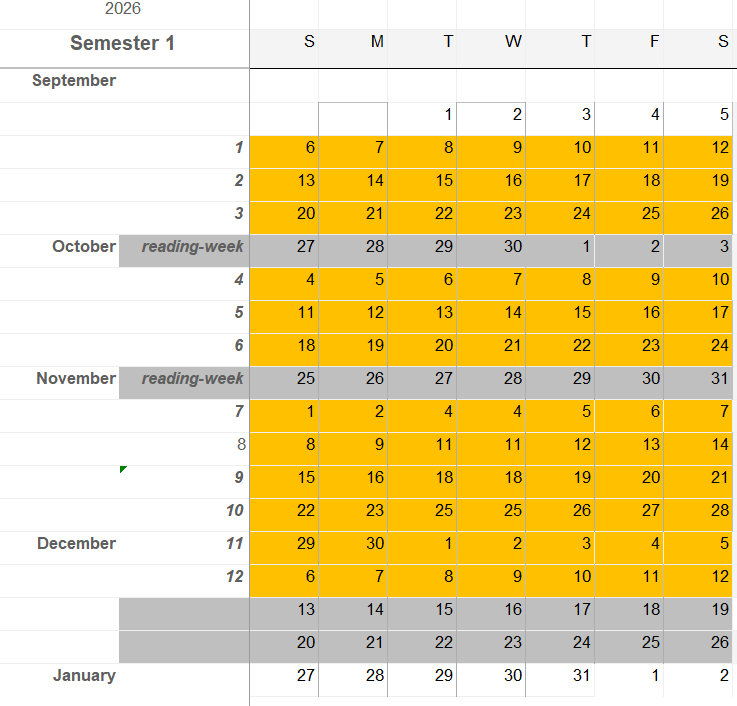 2026
Semester 1 S M T W T F S
September
1 2 3 4 5
1 6 7 8 9 10 11 12
2 13 14 15 16 17 18 19
3 20 21 22 23 24 25 26
October reading-week 27 28 29 30 1 2 3
4 4 5 6 7 8 9 10
5 11 12 13 14 15 16 17
6 18 19 20 21 22 23 24
November reading-week 25 26 27 28 29 30 31
7 1 2 4 4 5 6 7
8 8 9 11 11 12 13 14
9 15 16 18 18 19 20 21
10 22 23 25 25 26 27 28
December 11 29 30 1 2 3 4 5
12 6 7 8 9 10 11 12
13 14 15 16 17 18 19
20 21 22 23 24 25 26
January 27 28 29 30 31 1 2